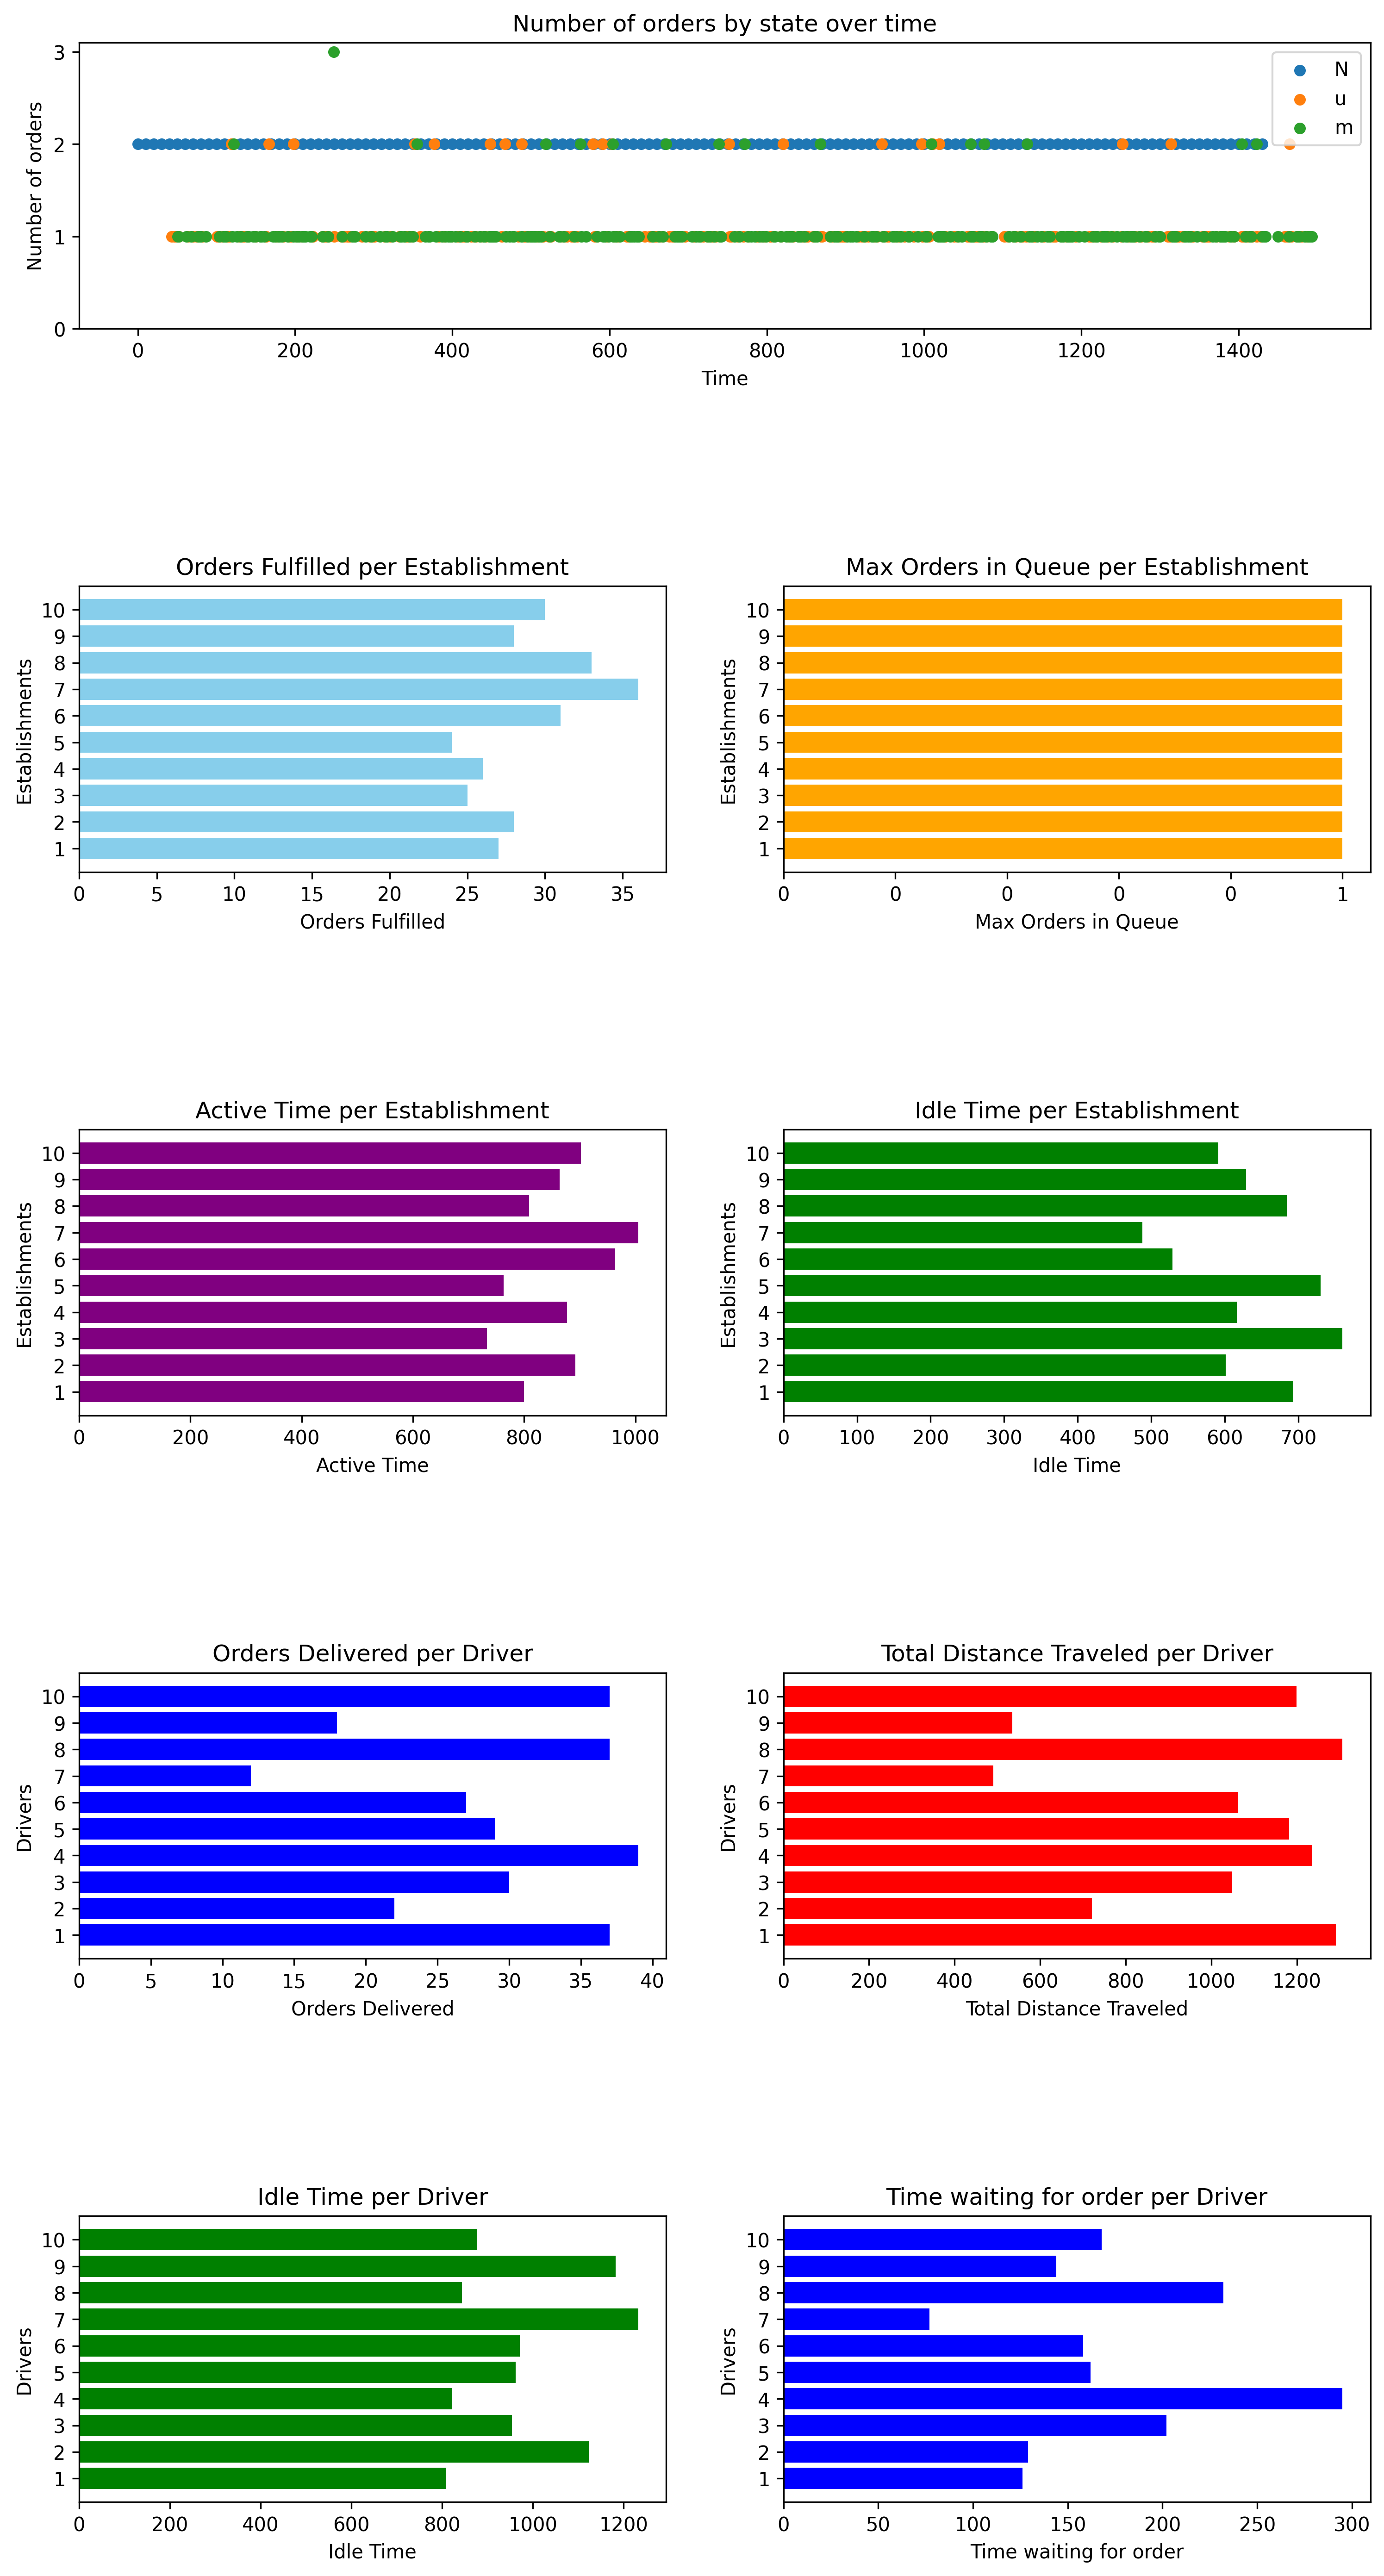 Number of orders by state over time
Number of orders
3
2
1
0
N
u
m
0 200 400 600 800 1000 1200 1400
Time
Orders Fulfilled per Establishment
Establishments
10
9
8
7
6
5
4
3
2
1
0 5 10 15 20 25 30 35
Orders Fulfilled
Max Orders in Queue per Establishment
Establishments
10
9
8
7
6
5
4
3
2
1
0 0 0 0 0 1
Max Orders in Queue
Active Time per Establishment
Establishments
10
9
8
7
6
5
4
3
2
1
0 200 400 600 800 1000
Active Time
Idle Time per Establishment
Establishments
10
9
8
7
6
5
4
3
2
1
0 100 200 300 400 500 600 700
Idle Time
Orders Delivered per Driver
Drivers
10
9
8
7
6
5
4
3
2
1
0 5 10 15 20 25 30 35 40
Orders Delivered
Total Distance Traveled per Driver
Drivers
10
9
8
7
6
5
4
3
2
1
0 200 400 600 800 1000 1200
Total Distance Traveled
Idle Time per Driver
Drivers
10
9
8
7
6
5
4
3
2
1
0 200 400 600 800 1000 1200
Idle Time
Time waiting for order per Driver
Drivers
10
9
8
7
6
5
4
3
2
1
0 50 100 150 200 250 300
Time waiting for order